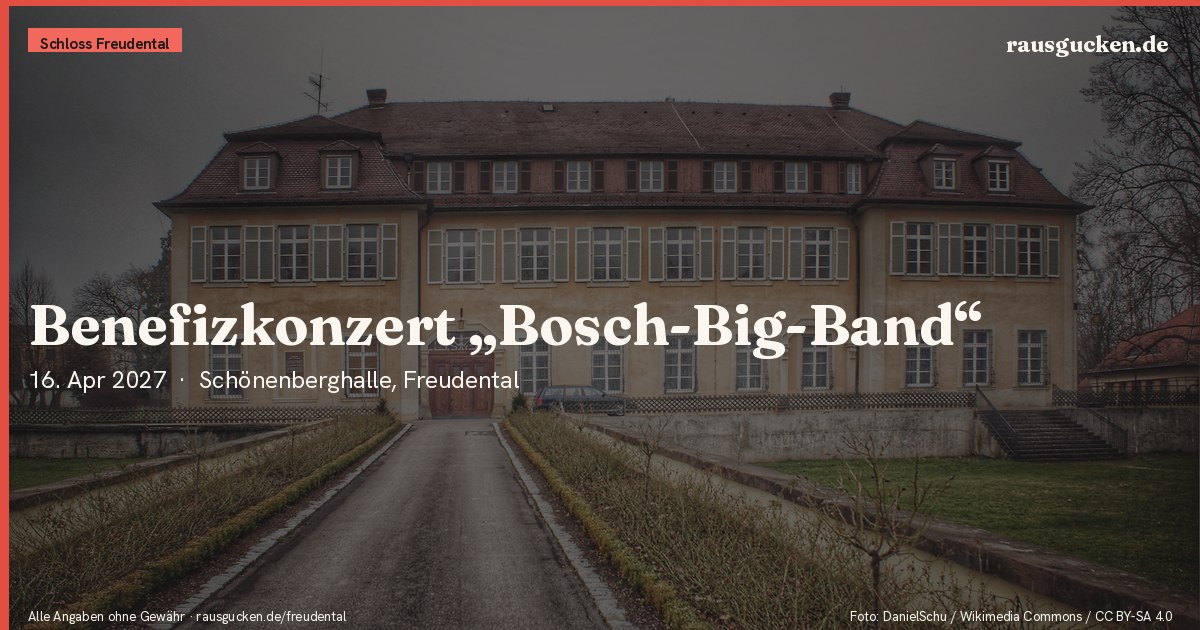 Schloss Freudental
rausgucken.de
Benefizkonzert „Bosch-Big-Band“
16. Apr 2027 · Schönenberghalle, Freudental
Alle Angaben ohne Gewähr · rausgucken.de/freudental
Foto: DanielSchu / Wikimedia Commons / CC BY-SA 4.0